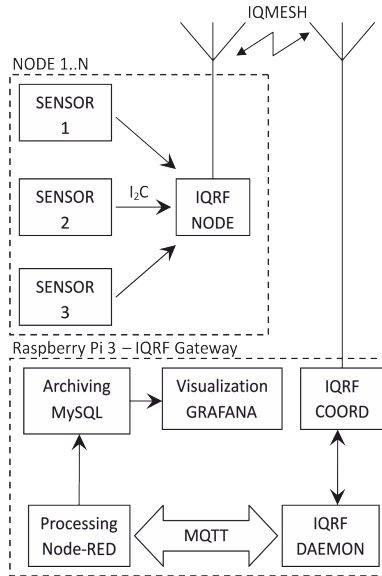 IQMESH
NODE 1..N
SENSOR
1
SENSOR
2
SENSOR
3
I2C
IQRF
NODE
Raspberry Pi 3 – IQRF Gateway
Archiving
MySQL
Visualization
GRAFANA
IQRF
COORD
Processing
Node-RED
MQTT
IQRF
DAEMON